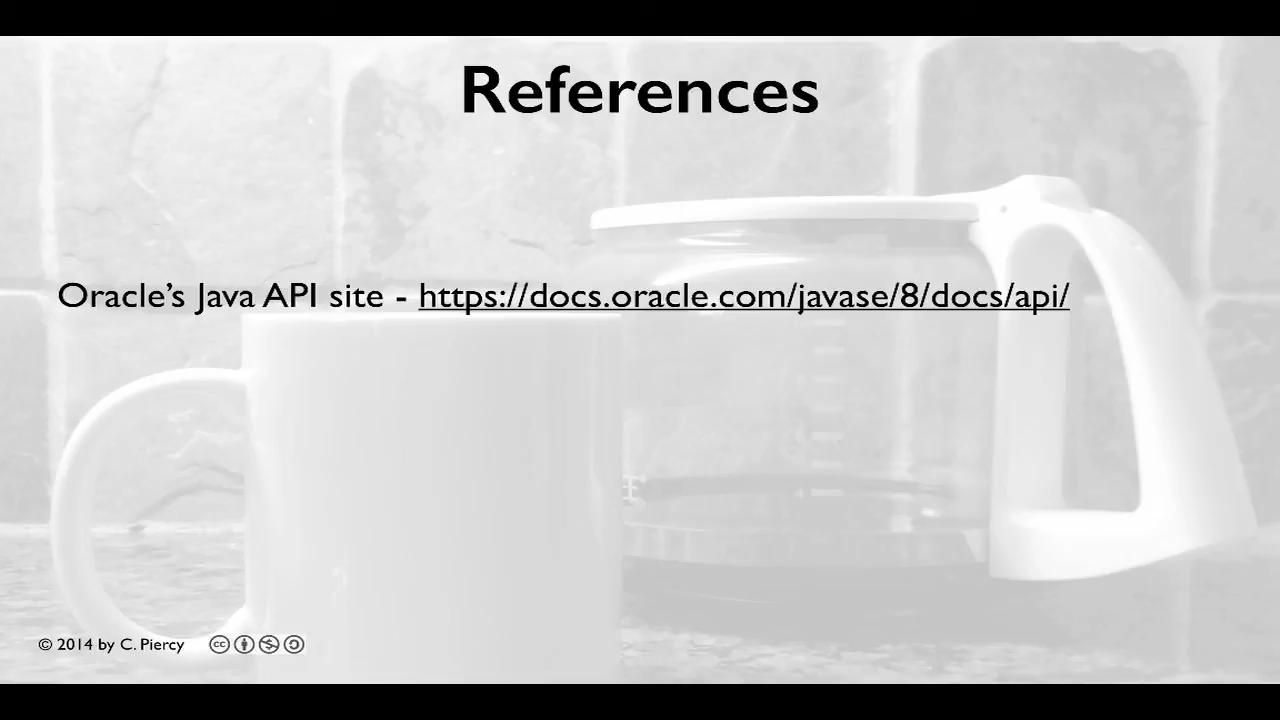 References
Oracle’s Java API site - https://docs.oracle.com/javase/8/docs/api/
© 2014 by C. Piercy